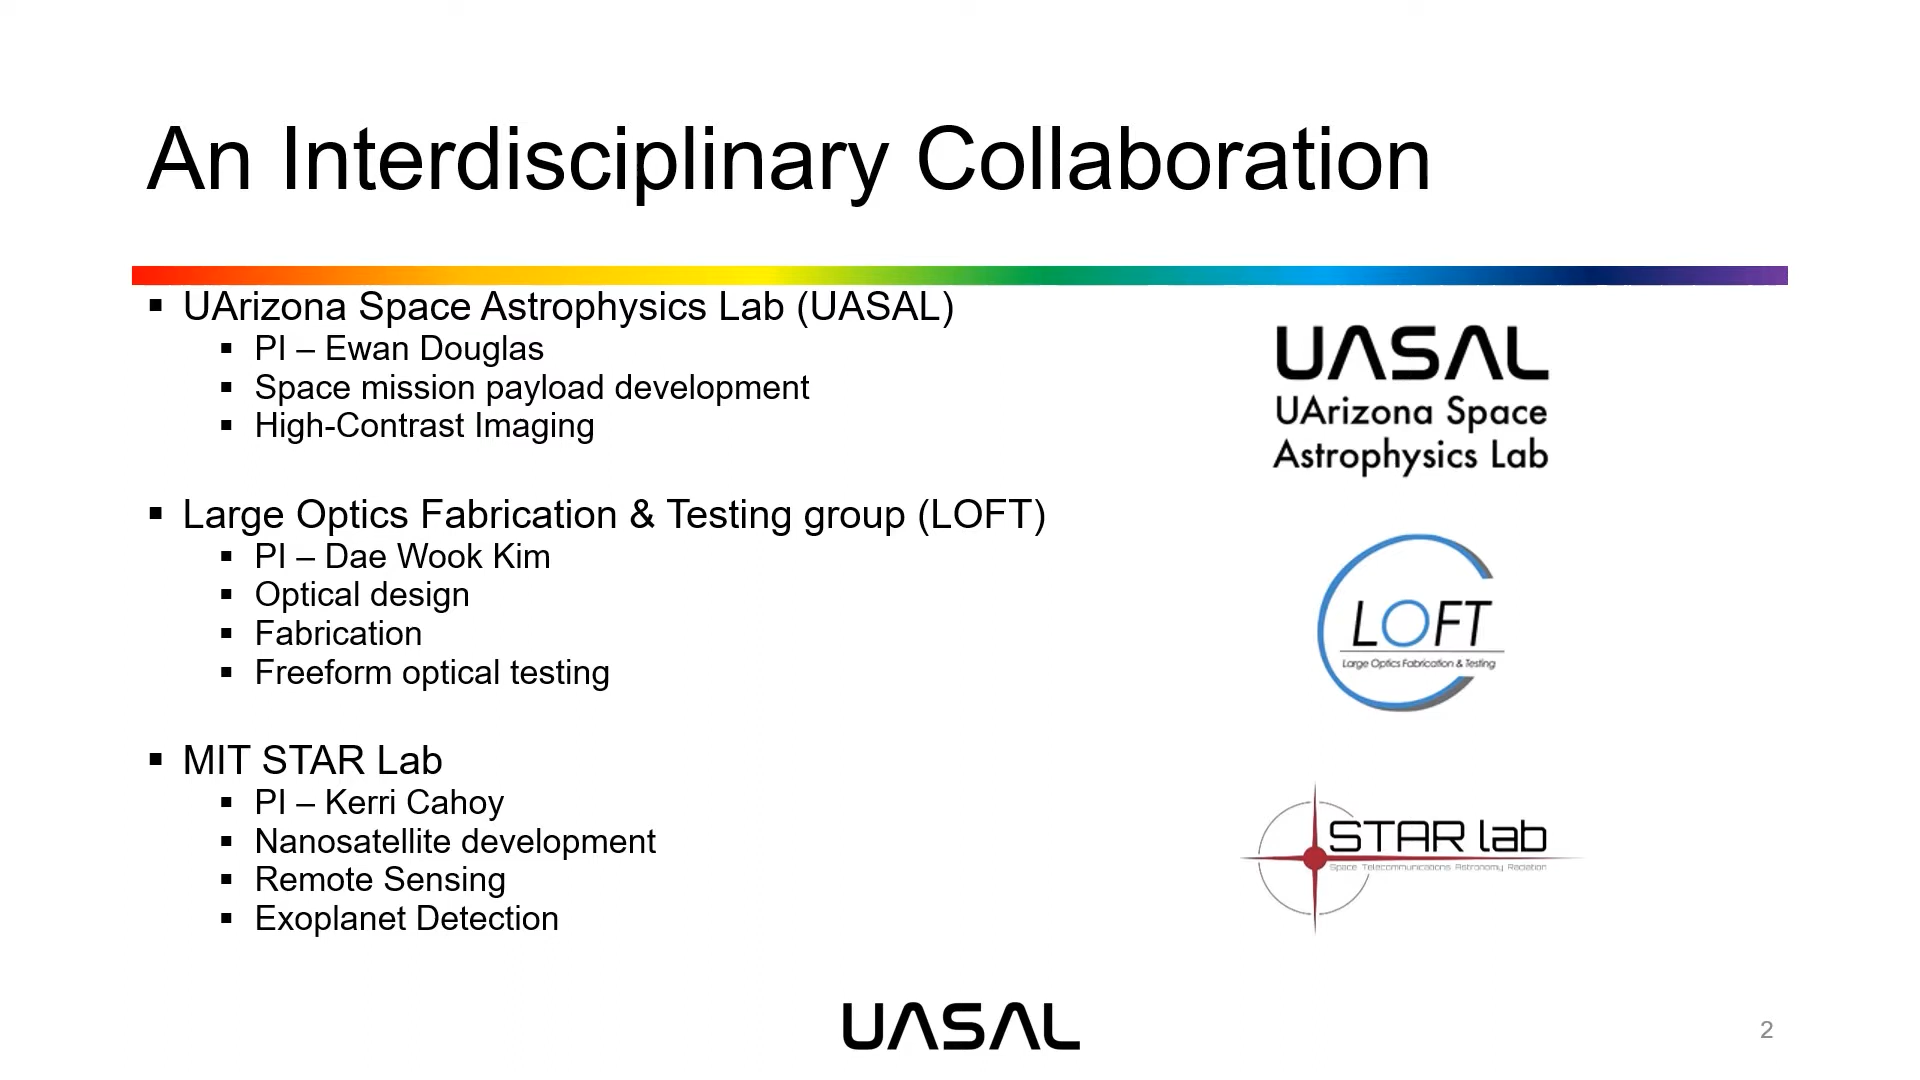 An Interdisciplinary Collaboration
▪ UArizona Space Astrophysics Lab (UASAL)
▪ PI – Ewan Douglas
▪ Space mission payload development
▪ High-Contrast Imaging
▪ Large Optics Fabrication & Testing group (LOFT)
▪ PI – Dae Wook Kim
▪ Optical design
▪ Fabrication
▪ Freeform optical testing
▪ MIT STAR Lab
▪ PI – Kerri Cahoy
▪ Nanosatellite development
▪ Remote Sensing
▪ Exoplanet Detection
UASAL
UArizona Space
Astrophysics Lab
LOFT
Large Optics Fabrication & Testing
STAR lab
Space Telecommunications Astronomy Radiation
UASAL
2